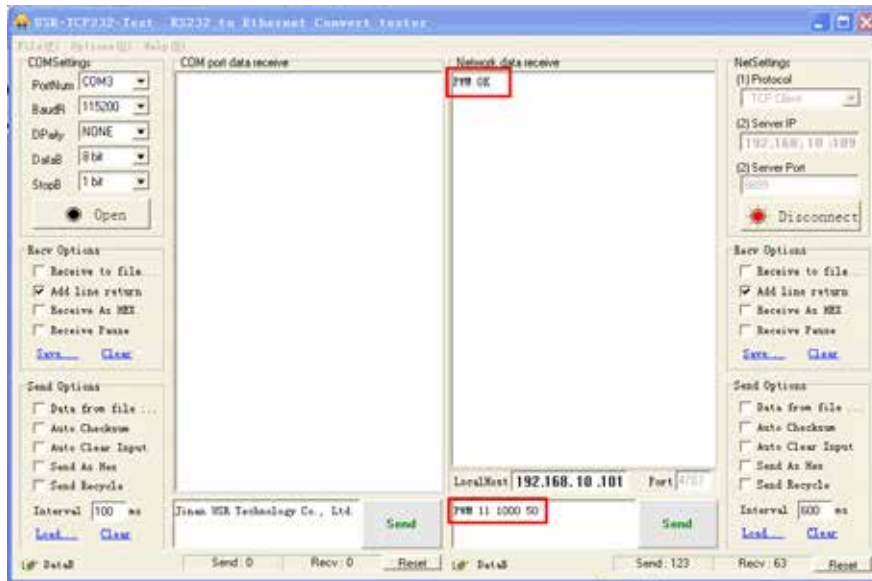 USR-TCP232-Test RS232 to Ethernet Convert tester
File(F) Options(O) Help(H)
COMSettings
PortNum COM3
BaudR 115200
DPaity NONE
DataB 8 bit
StopB 1 bit
Open
Recv Options
Receive to file
Add line return
Receive As HEX
Receive Pause
Save... Clear
Send Options
Data from file ...
Auto Checksum
Auto Clear Input
Send As Hex
Send Recycle
Interval 100 ms
Load... Clear
COM port data receive
Jinan USR Technology Co., Ltd.
Send
Network data receive
PWM OK
LocalHost 192.168.10.101 Port
PWM 11 1000 50
Send
NetSettings
(1) Protocol
TCP Client
(2) Server IP
192.168.10.109
(2) Server Port
Disconnect
Recv Options
Receive to file
Add line return
Receive As HEX
Receive Pause
Save... Clear
Send Options
Data from file ...
Auto Checksum
Auto Clear Input
Send As Hex
Send Recycle
Interval 600 ms
Load... Clear
Send : 0 Recv : 0 Reset
Send : 123 Recv : 63 Reset